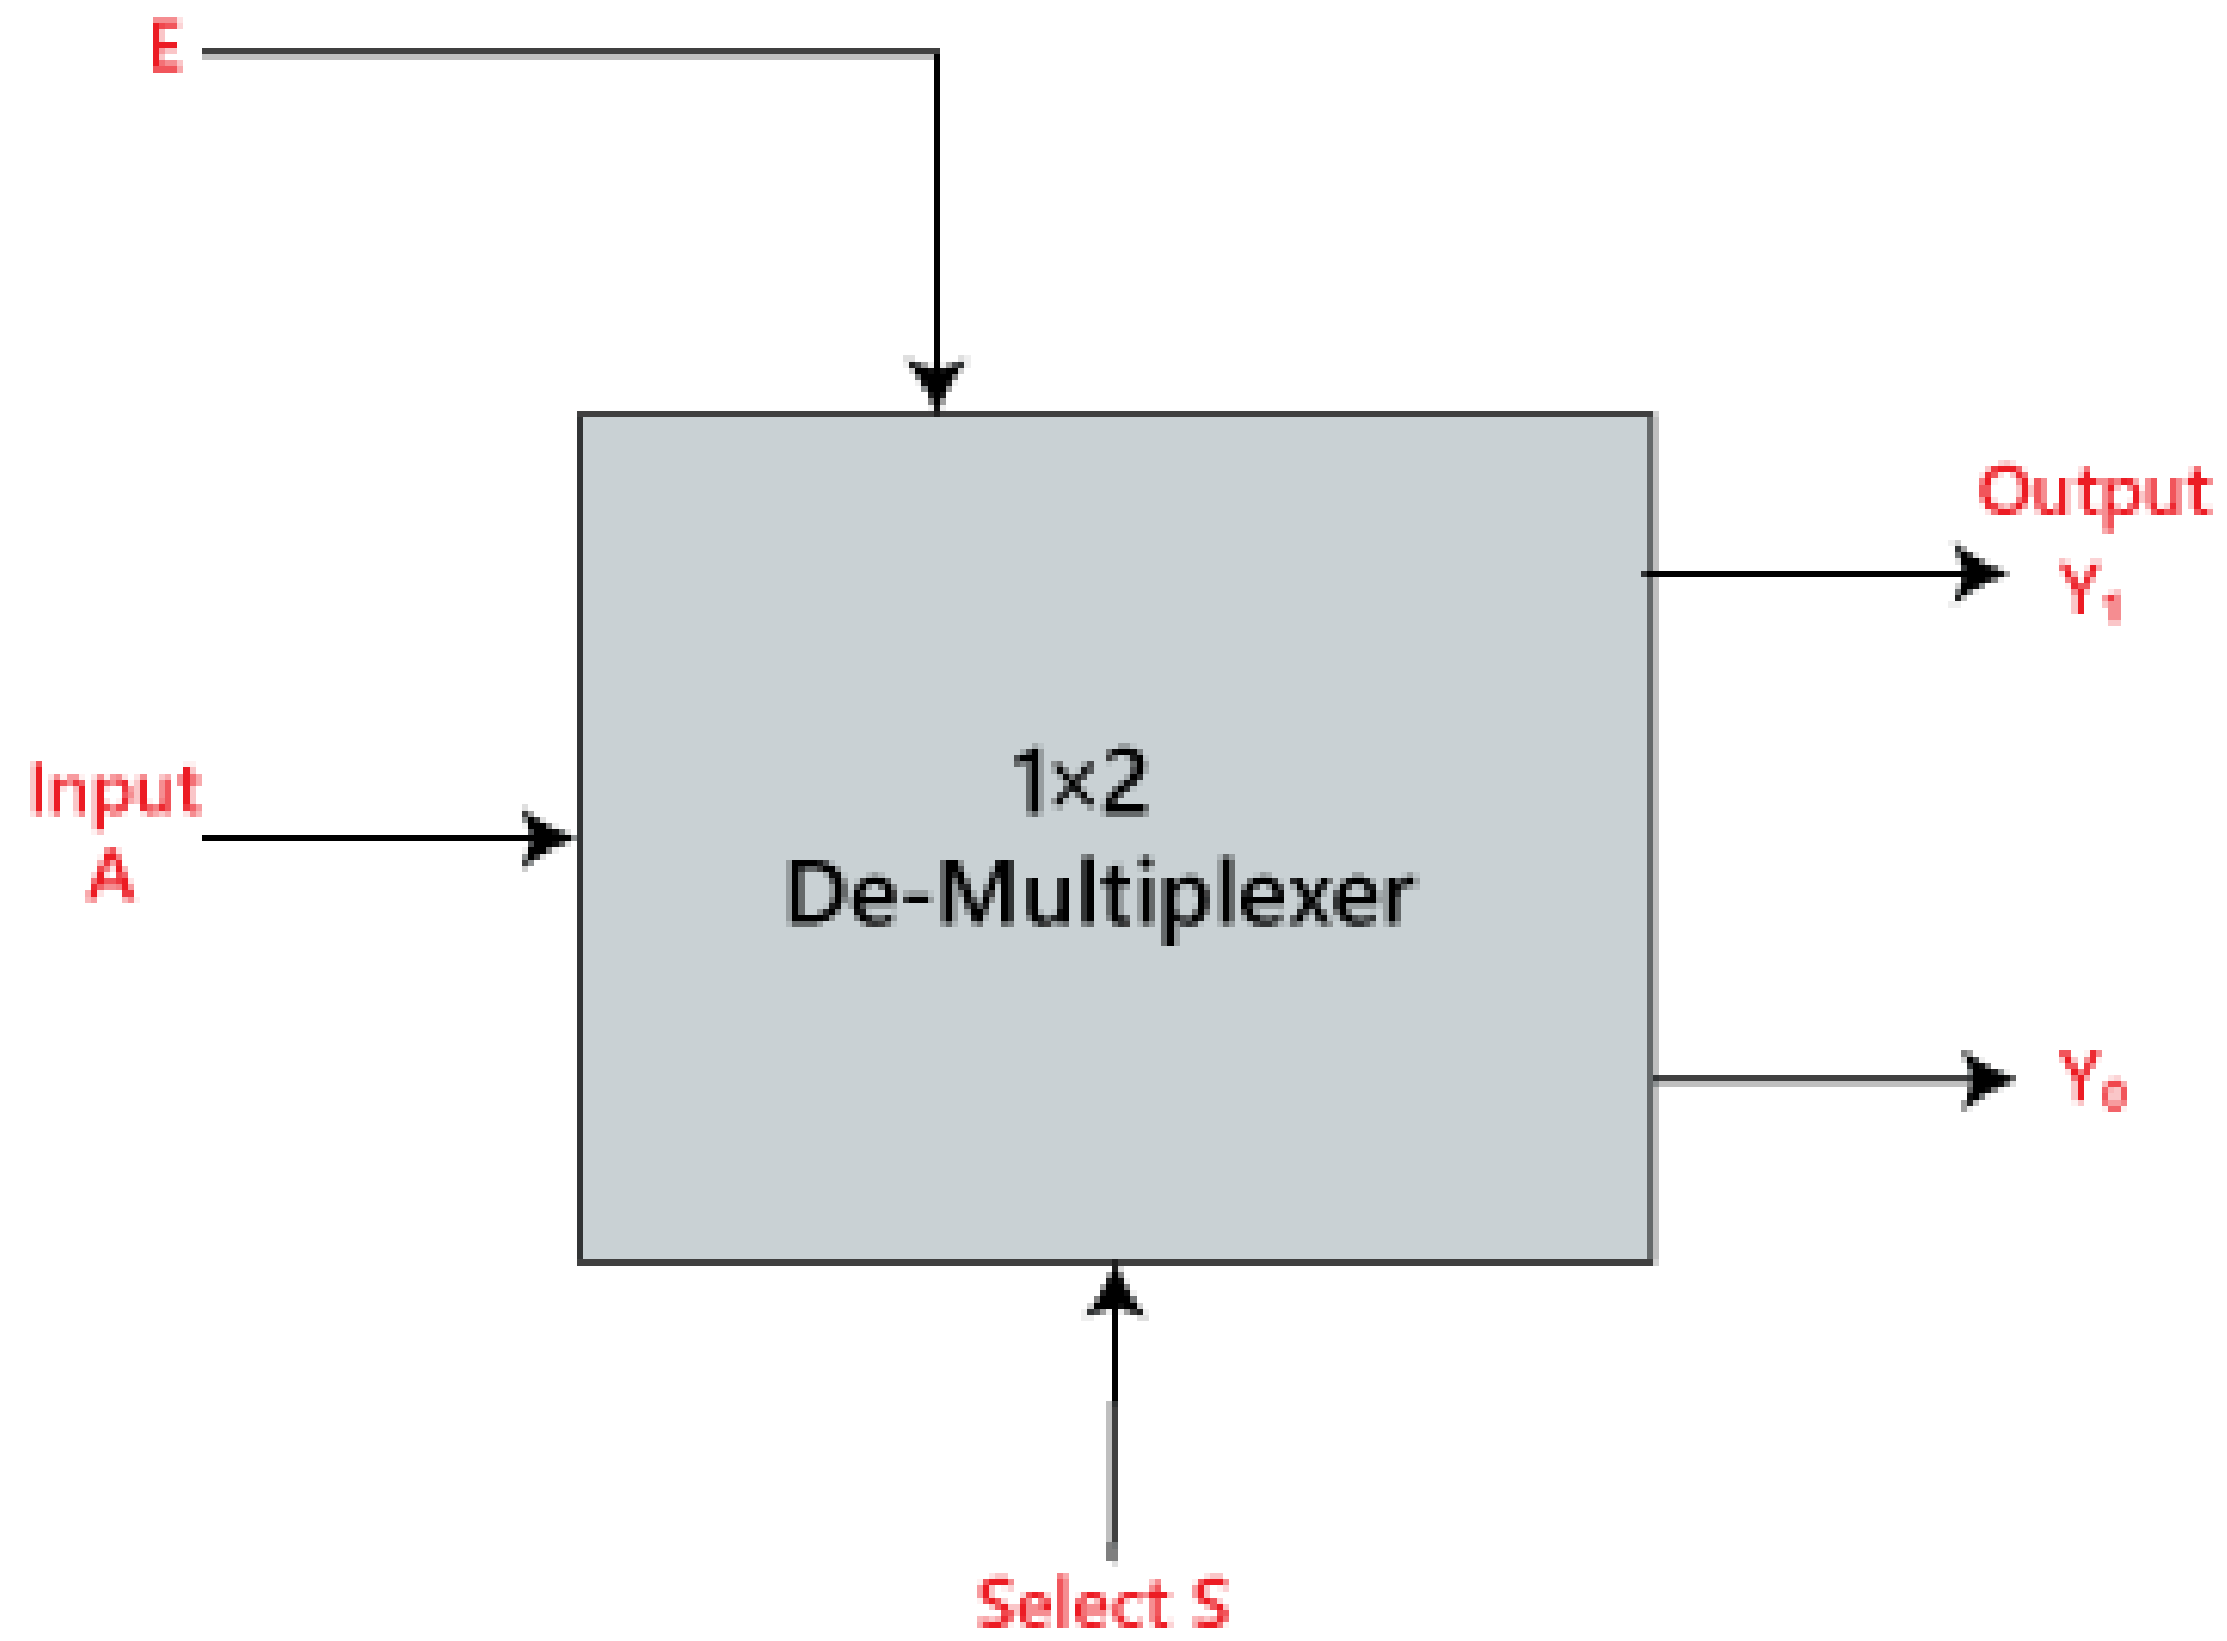 E
Output
Y₁
Input
A
1×2
De-Multiplexer
Y₀
Select S